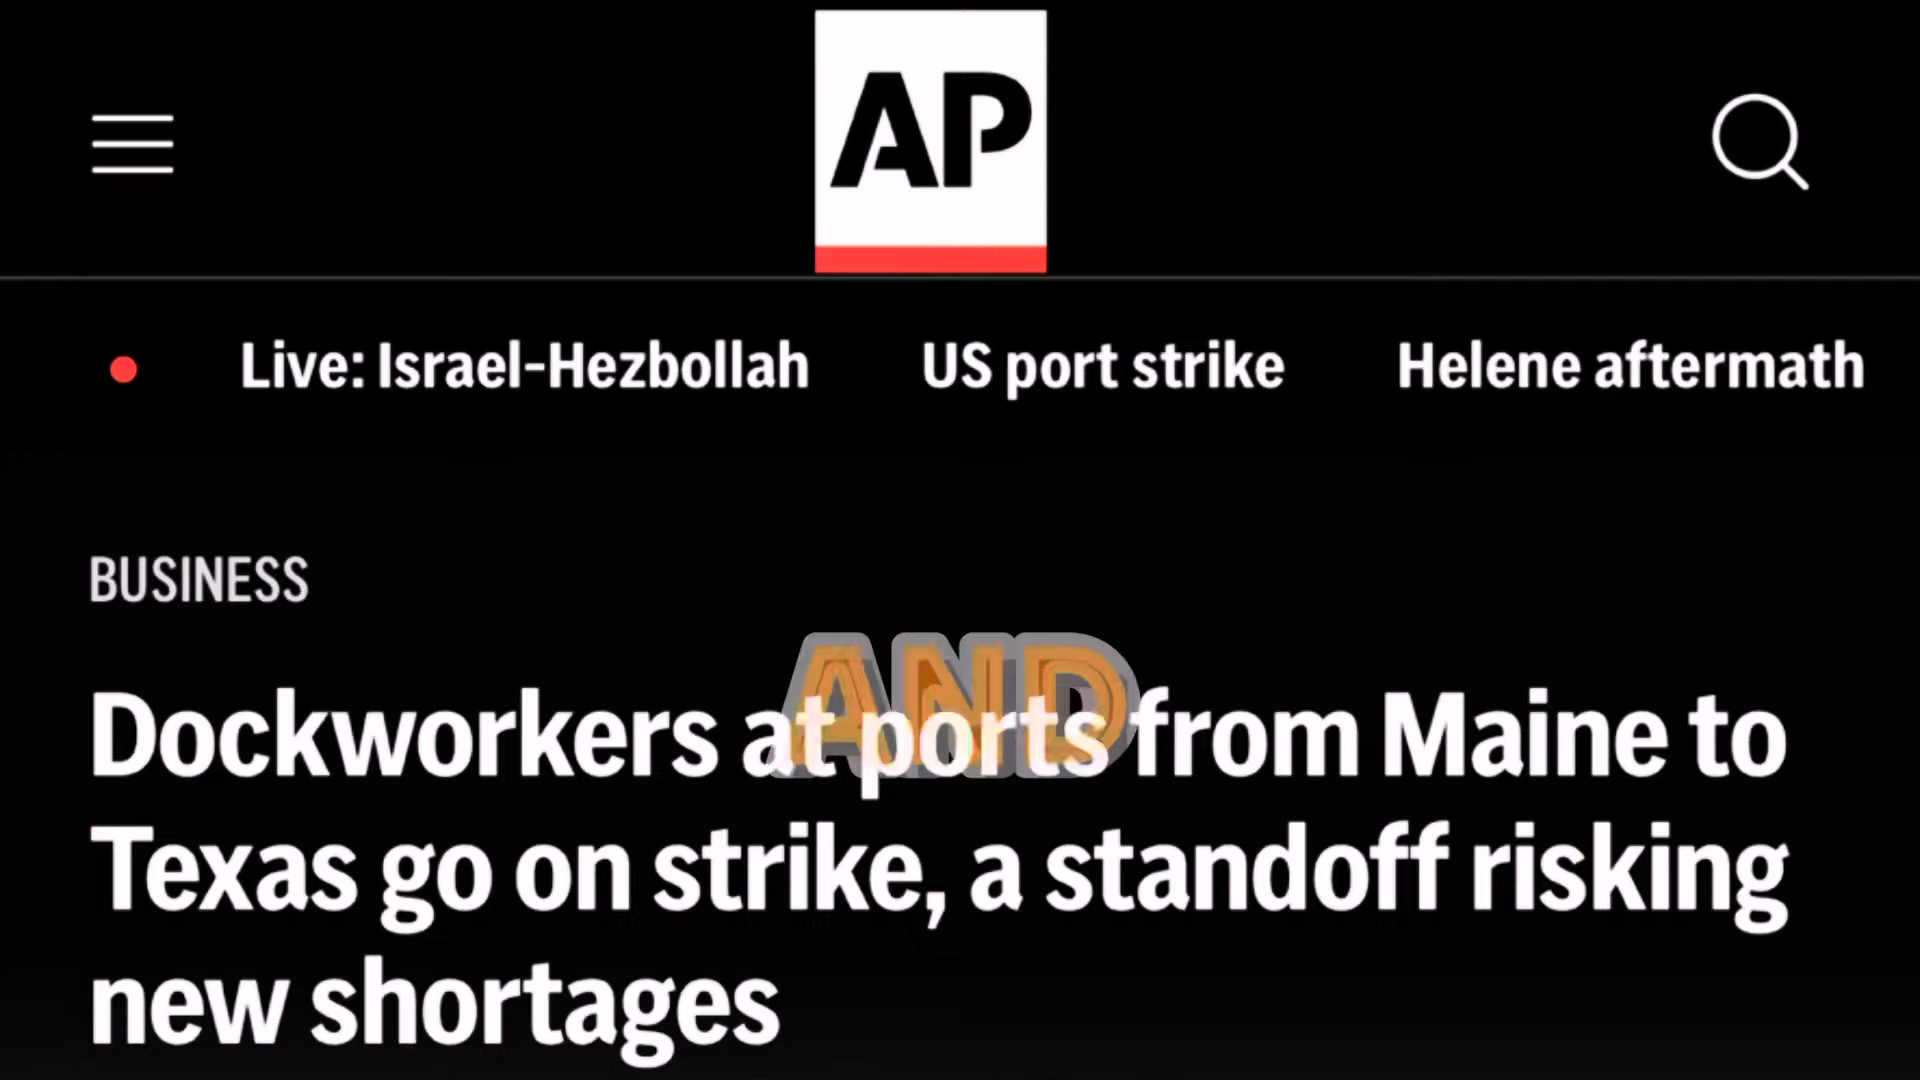 AP
Live: Israel-Hezbollah US port strike Helene aftermath
BUSINESS
AND
Dockworkers at ports from Maine to
Texas go on strike, a standoff risking
new shortages